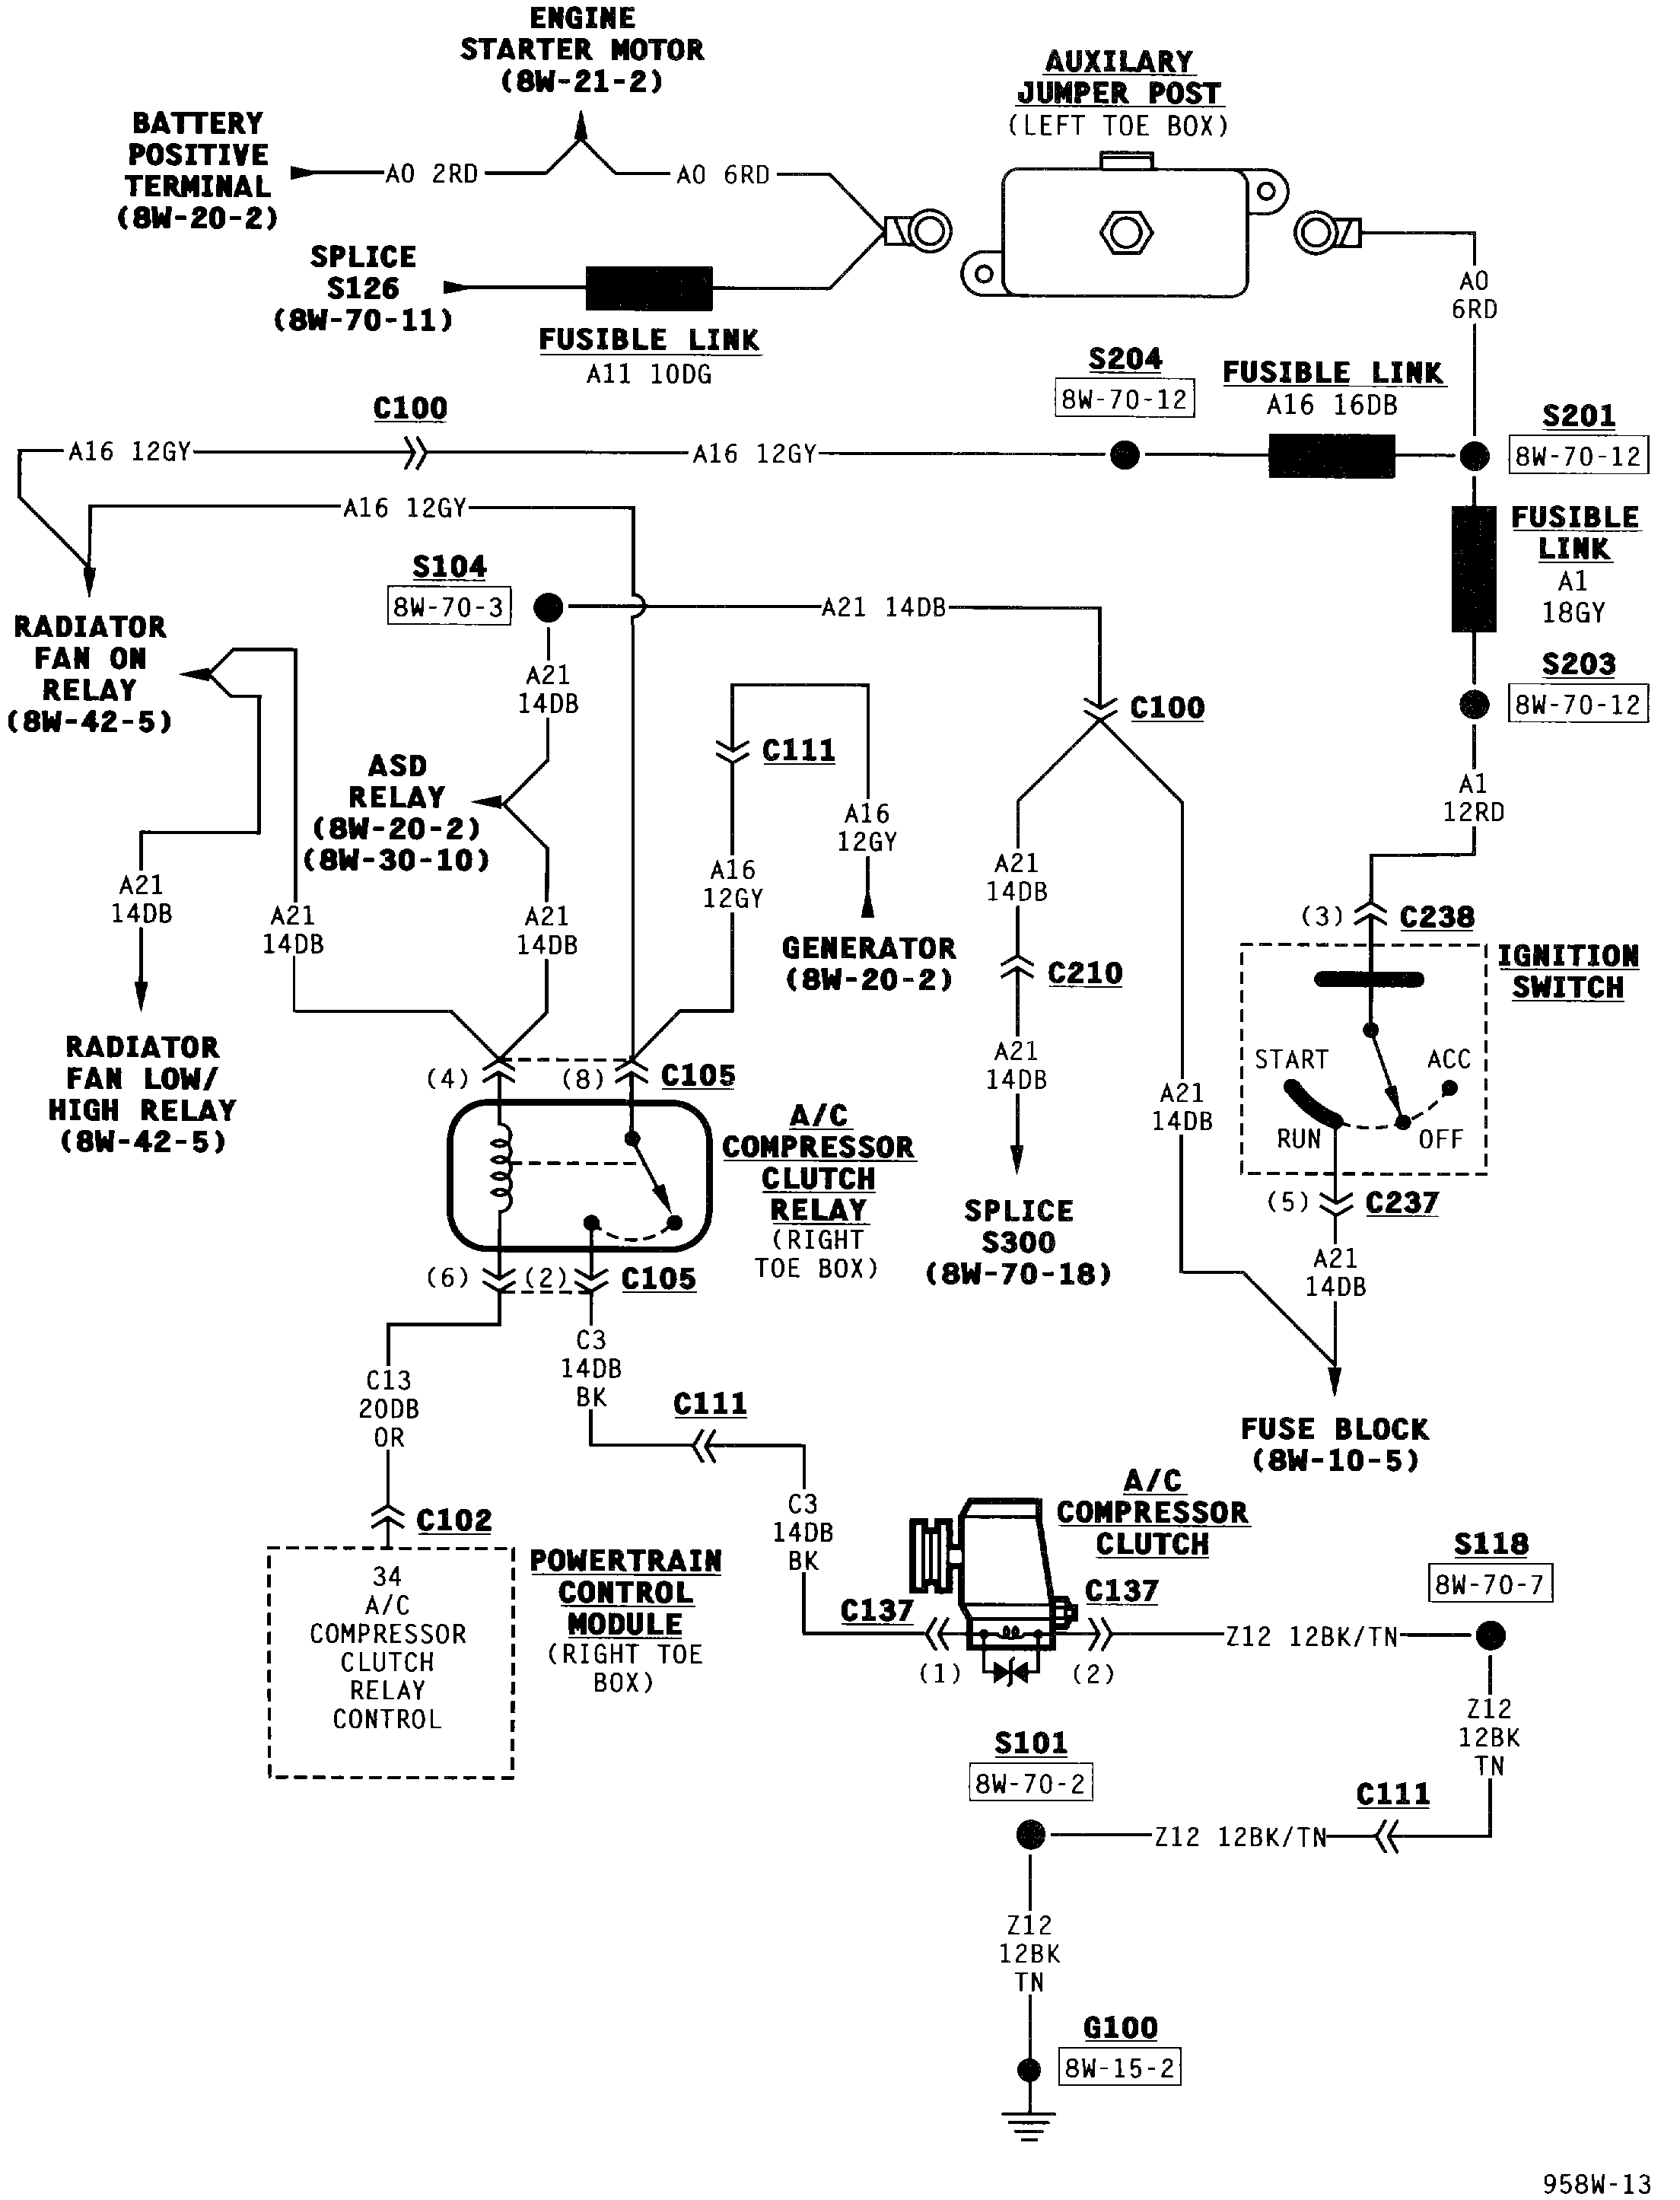 ENGINE
STARTER MOTOR
(8W-21-2)
AUXILARY
JUMPER POST
(LEFT TOE BOX)
BATTERY
POSITIVE
TERMINAL
(8W-20-2)
A0 2RD
A0 6RD
SPLICE
S126
(8W-70-11)
FUSIBLE LINK
A11 10DG
A0
6RD
S204
8W-70-12
FUSIBLE LINK
A16 16DB
S201
8W-70-12
C100
A16 12GY
A16 12GY
A16 12GY
FUSIBLE
LINK
A1
18GY
S104
8W-70-3
A21 14DB
RADIATOR
FAN ON
RELAY
(8W-42-5)
A21
14DB
S203
8W-70-12
C100
C111
ASD
RELAY
(8W-20-2)
(8W-30-10)
A1
12RD
A16
12GY
A16
12GY
A21
14DB
A21
14DB
A21
14DB
A21
14DB
(3)
C238
GENERATOR
(8W-20-2)
C210
IGNITION
SWITCH
RADIATOR
FAN LOW/
HIGH RELAY
(8W-42-5)
(4)
(8)
C105
A21
14DB
A21
14DB
START
ACC
RUN
OFF
A/C
COMPRESSOR
CLUTCH
RELAY
(RIGHT
TOE BOX)
(5)
C237
SPLICE
S300
(8W-70-18)
A21
14DB
(6)
(2)
C105
C3
14DB
BK
C13
20DB
OR
C111
FUSE BLOCK
(8W-10-5)
C3
14DB
BK
A/C
COMPRESSOR
CLUTCH
C102
POWERTRAIN
CONTROL
MODULE
(RIGHT TOE
BOX)
34
A/C
COMPRESSOR
CLUTCH
RELAY
CONTROL
C137
C137
(1)
(2)
Z12 12BK/TN
S118
8W-70-7
Z12
12BK
TN
S101
8W-70-2
C111
Z12 12BK/TN
Z12
12BK
TN
G100
8W-15-2
958W-13